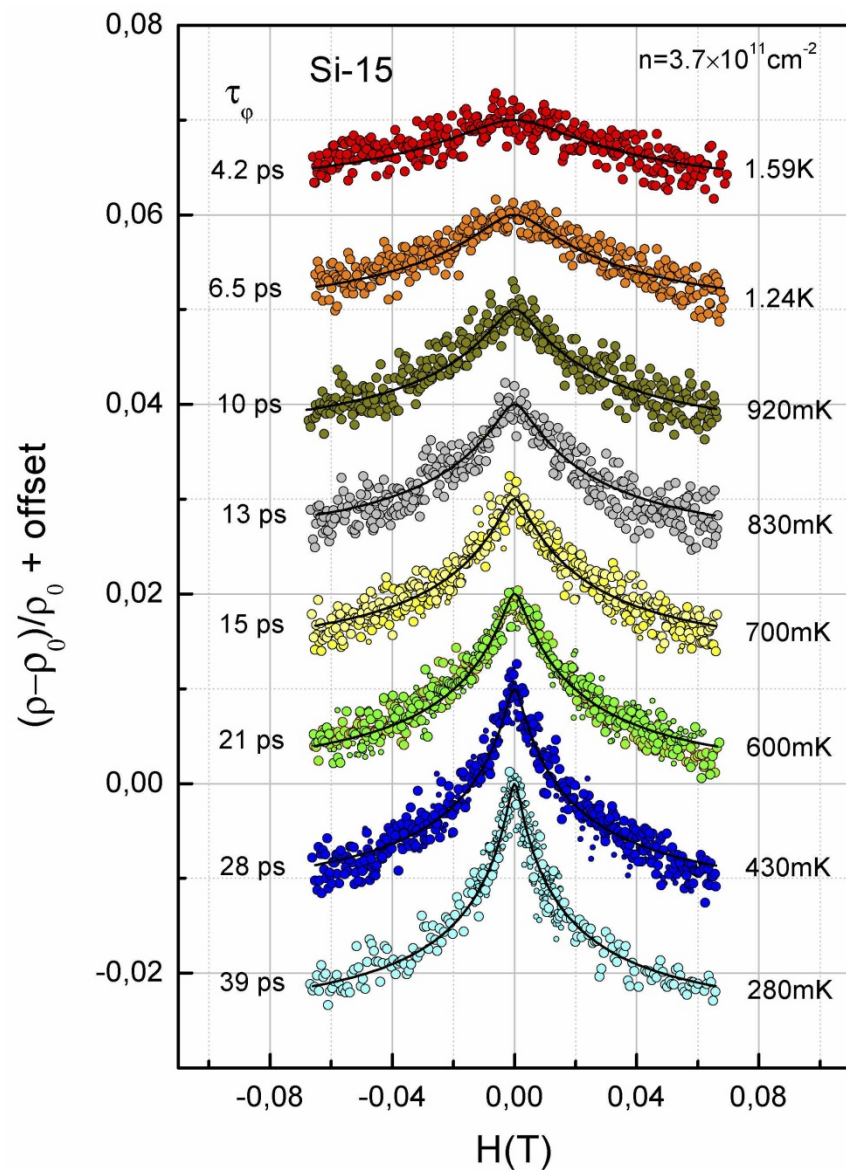 0,08
Si-15
n=3.7×10¹¹cm⁻²
τφ
4.2 ps
1.59K
0,06
6.5 ps
1.24K
0,04
10 ps
920mK
13 ps
830mK
15 ps
700mK
0,02
21 ps
600mK
0,00
28 ps
430mK
-0,02
39 ps
280mK
(ρ−ρ₀)/ρ₀ + offset
-0,08
-0,04
0,00
0,04
0,08
H(T)